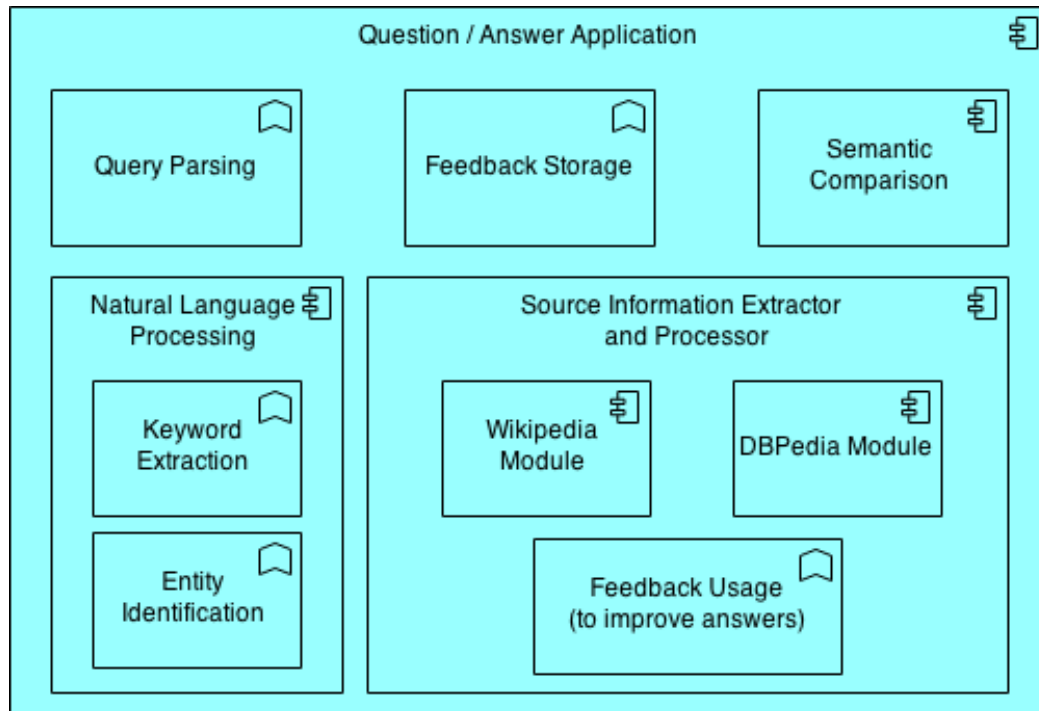 Question / Answer Application
Query Parsing
Feedback Storage
Semantic
Comparison
Natural Language
Processing
Keyword
Extraction
Entity
Identification
Source Information Extractor
and Processor
Wikipedia
Module
DBPedia Module
Feedback Usage
(to improve answers)